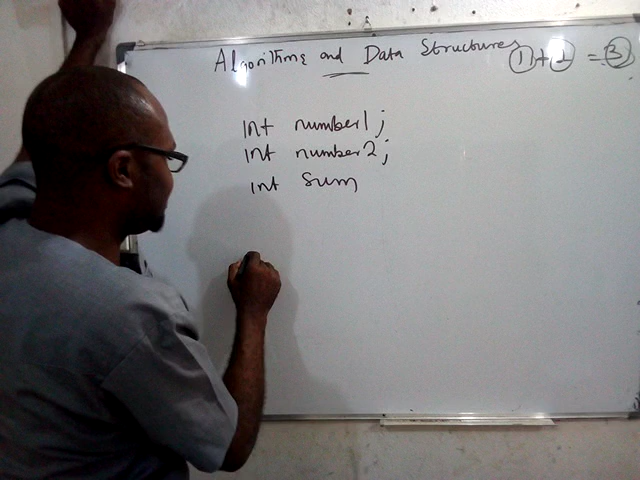 Algorithms and Data Structures
1 + 2 = 3
int number1;
int number2;
int sum